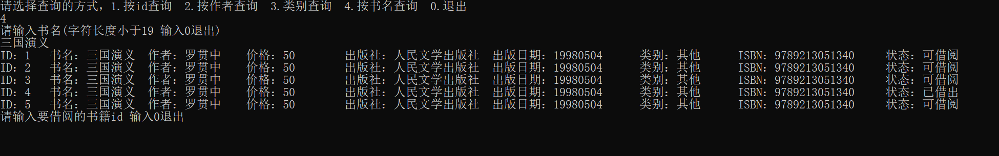 请选择查询的方式，1.按id查询  2.按作者查询  3.类别查询  4.按书名查询  0.退出
4
请输入书名(字符长度小于19 输入0退出)
三国演义
ID：1   书名：三国演义  作者：罗贯中    价格：50        出版社：人民文学出版社  出版日期：19980504      类别：其他      ISBN：9789213051340     状态：可借阅
ID：2   书名：三国演义  作者：罗贯中    价格：50        出版社：人民文学出版社  出版日期：19980504      类别：其他      ISBN：9789213051340     状态：可借阅
ID：3   书名：三国演义  作者：罗贯中    价格：50        出版社：人民文学出版社  出版日期：19980504      类别：其他      ISBN：9789213051340     状态：可借阅
ID：4   书名：三国演义  作者：罗贯中    价格：50        出版社：人民文学出版社  出版日期：19980504      类别：其他      ISBN：9789213051340     状态：已借出
ID：5   书名：三国演义  作者：罗贯中    价格：50        出版社：人民文学出版社  出版日期：19980504      类别：其他      ISBN：9789213051340     状态：可借阅
请输入要借阅的书籍id 输入0退出